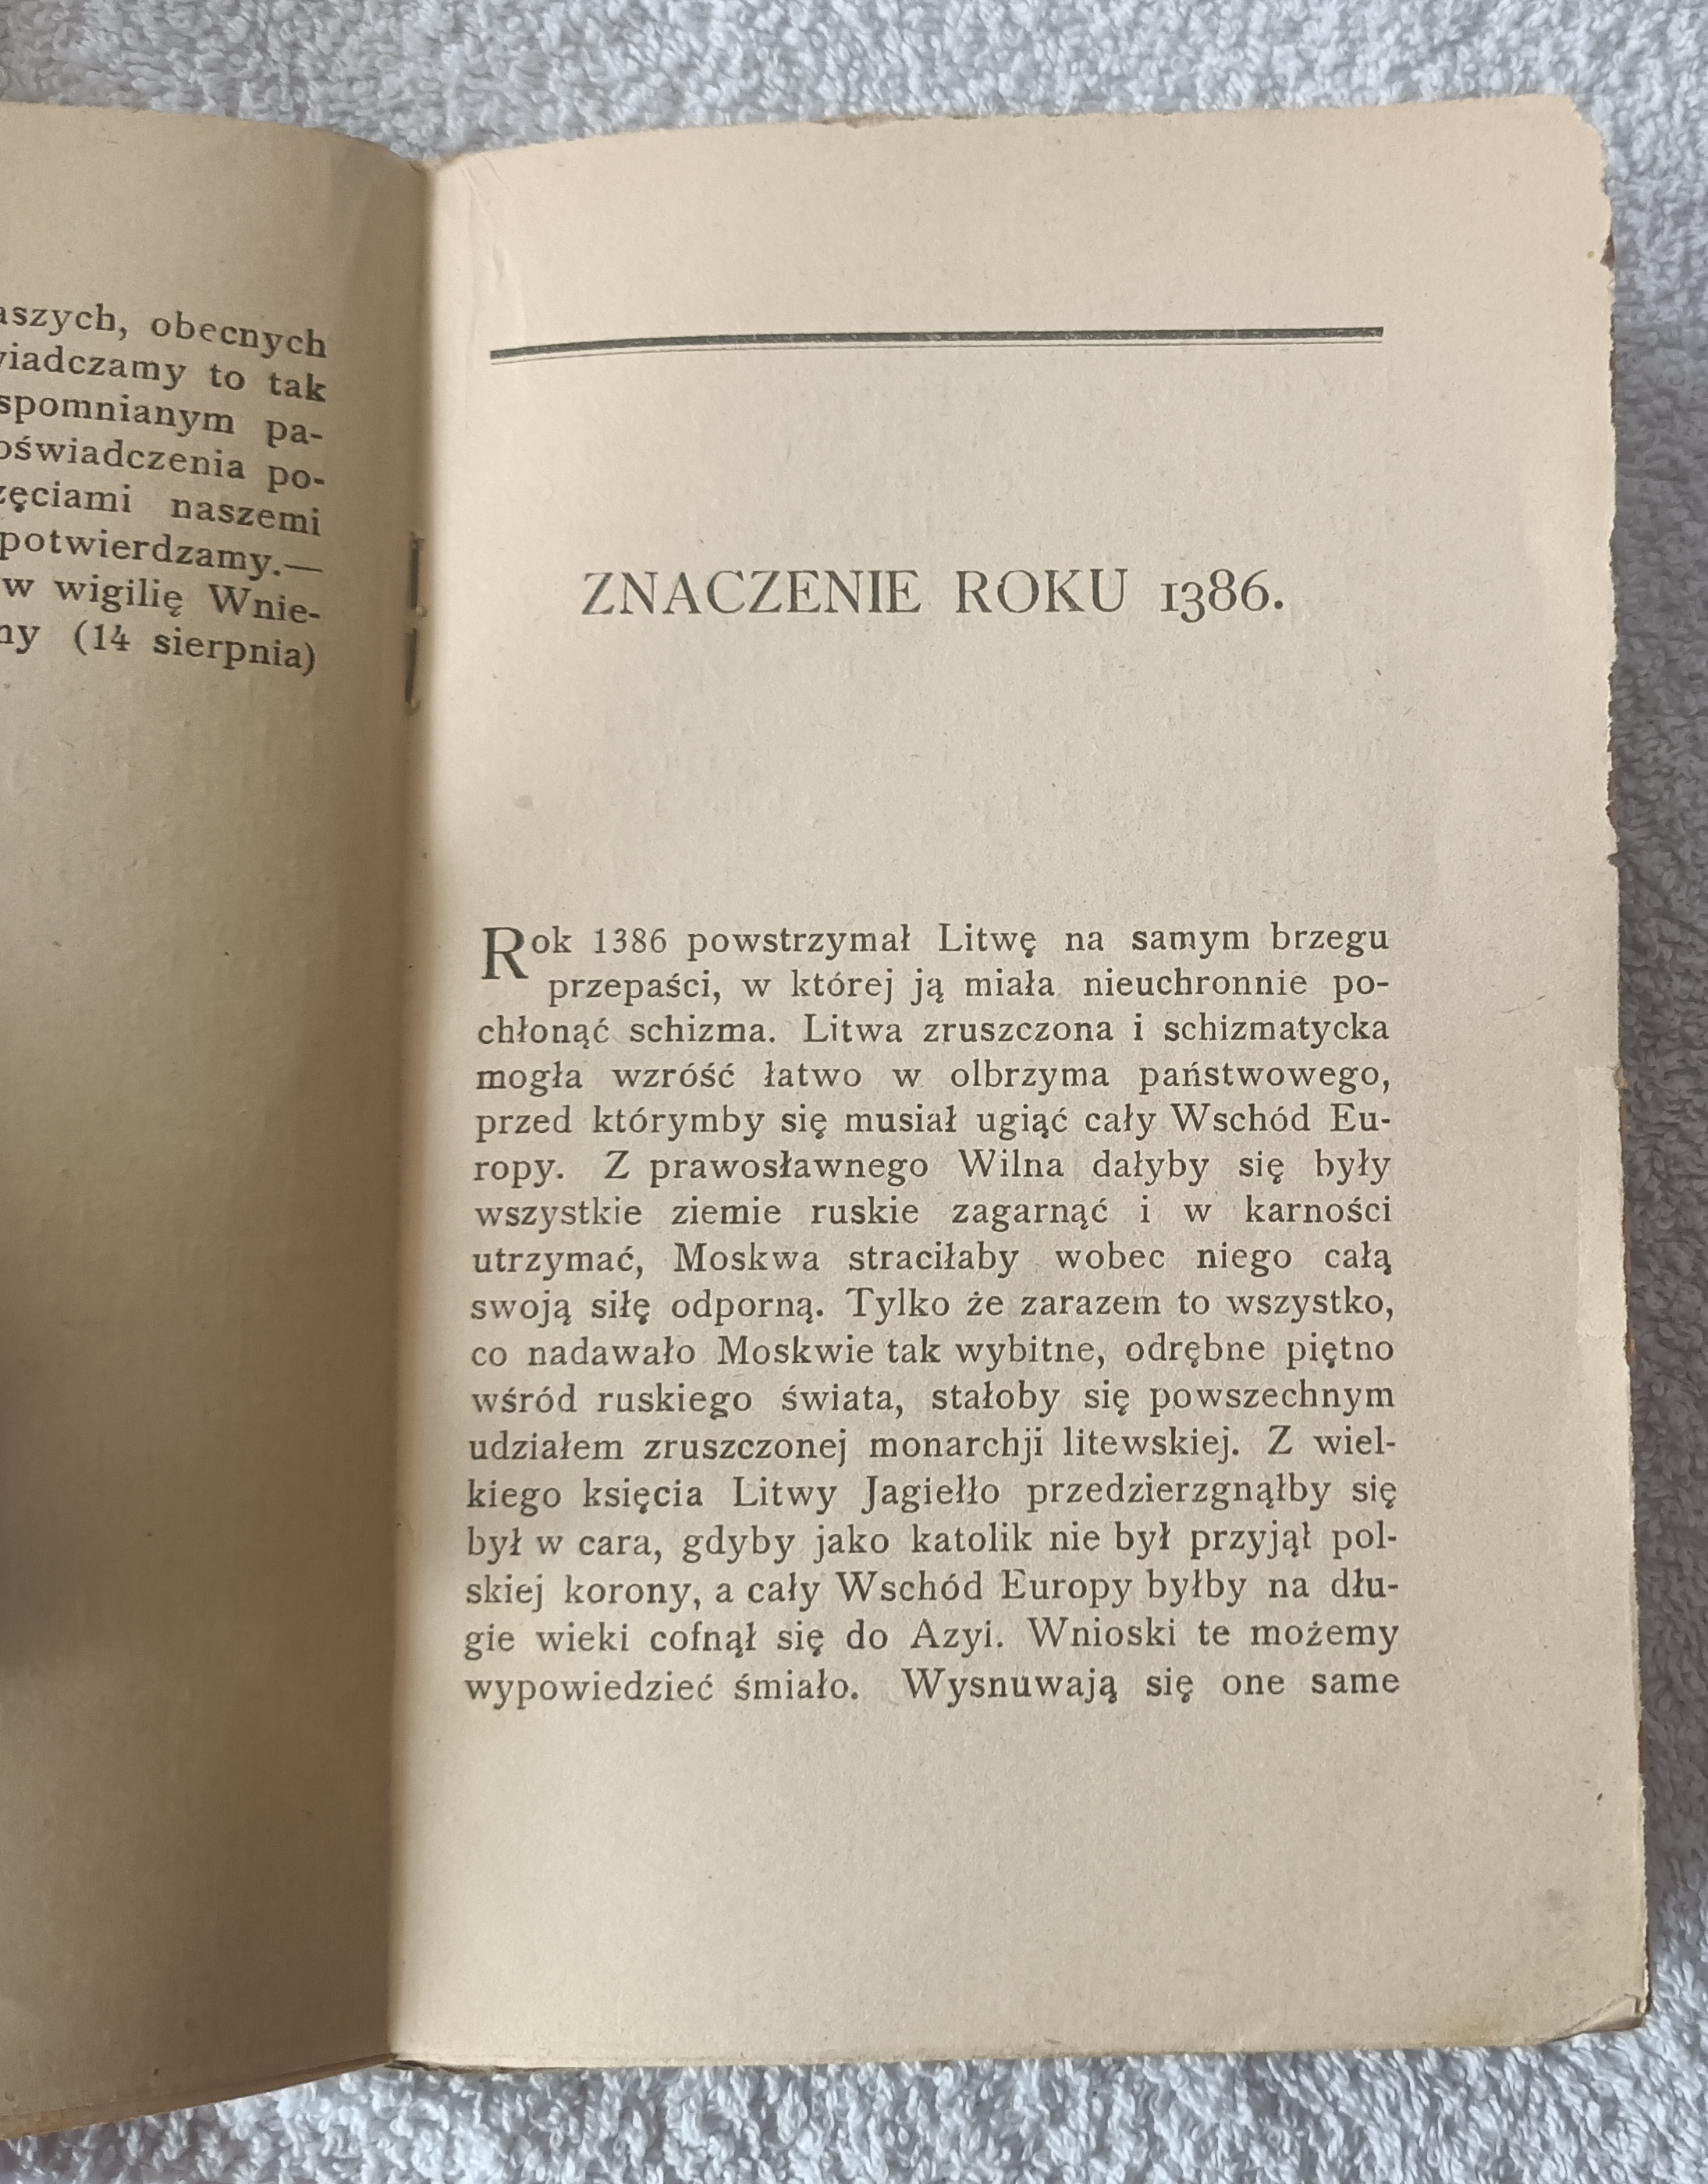 obecnych
to tak
pa-
po-
naszemi
potwierdzamy.—
w wigilię Wnie-
(14 sierpnia)
ZNACZENIE ROKU 1386.
Rok 1386 powstrzymał Litwę na samym brzegu
przepaści, w której ją miała nieuchronnie po-
chłonąć schizma. Litwa zruszczona i schizmatycka
mogła wzróść łatwo w olbrzyma państwowego,
przed którymby się musiał ugiąć cały Wschód Eu-
ropy. Z prawosławnego Wilna dałyby się były
wszystkie ziemie ruskie zagarnąć i w karności
utrzymać, Moskwa straciłaby wobec niego całą
swoją siłę odporną. Tylko że zarazem to wszystko,
co nadawało Moskwie tak wybitne, odrębne piętno
wśród ruskiego świata, stałoby się powszechnym
udziałem zruszczonej monarchji litewskiej. Z wiel-
kiego księcia Litwy Jagiełło przedzierzgnąłby się
był w cara, gdyby jako katolik nie był przyjął pol-
skiej korony, a cały Wschód Europy byłby na dłu-
gie wieki cofnął się do Azyi. Wnioski te możemy
wypowiedzieć śmiało. Wysnuwają się one same